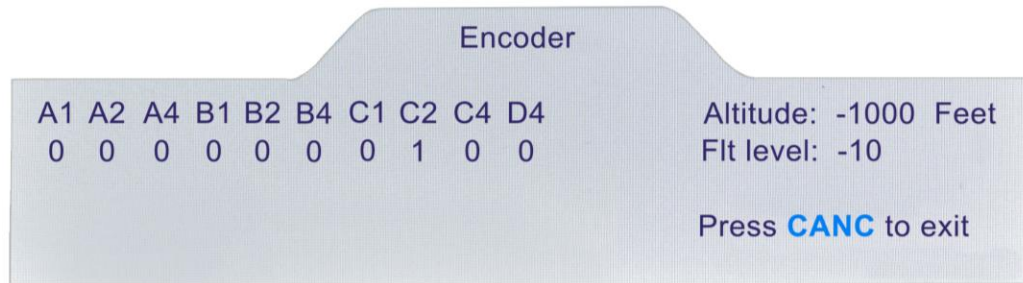 Encoder
A1 A2 A4 B1 B2 B4 C1 C2 C4 D4
0 0 0 0 0 0 0 1 0 0
Altitude: -1000 Feet
Flt level: -10
Press CANC to exit